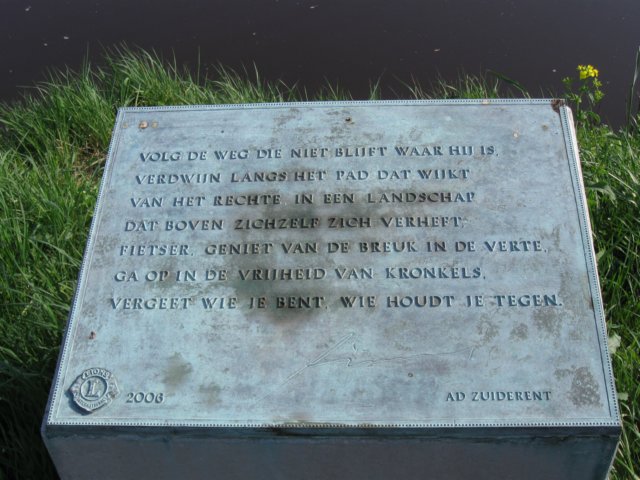 VOLG DE WEG DIE NIET BLIJFT WAAR HIJ IS,
VERDWIJN LANGS HET PAD DAT WIJKT
VAN HET RECHTE, IN EEN LANDSCHAP
DAT BOVEN ZICHZELF ZICH VERHEFT,
FIETSER, GENIET VAN DE BREUK IN DE VERTE,
GA OP IN DE VRIJHEID VAN KRONKELS,
VERGEET WIE JE BENT, WIE HOUDT JE TEGEN.
LIONS
L
2006
AD ZUIDERENT